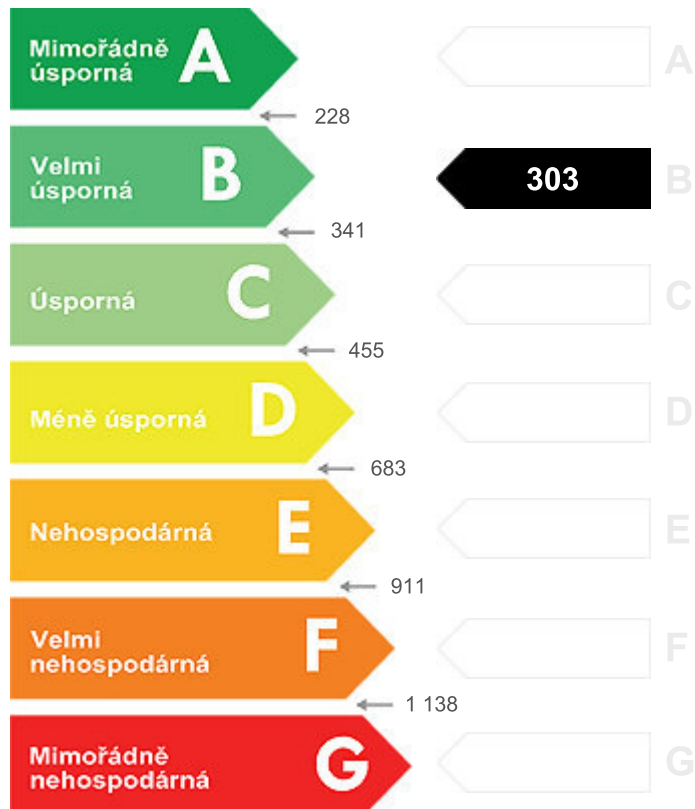 Mimořádně
úsporná
A
A
228
Velmi
úsporná
B
303
B
341
Úsporná
C
C
455
Méně úsporná
D
D
683
Nehospodárná
E
E
911
Velmi
nehospodárná
F
F
1 138
Mimořádně
nehospodárná
G
G